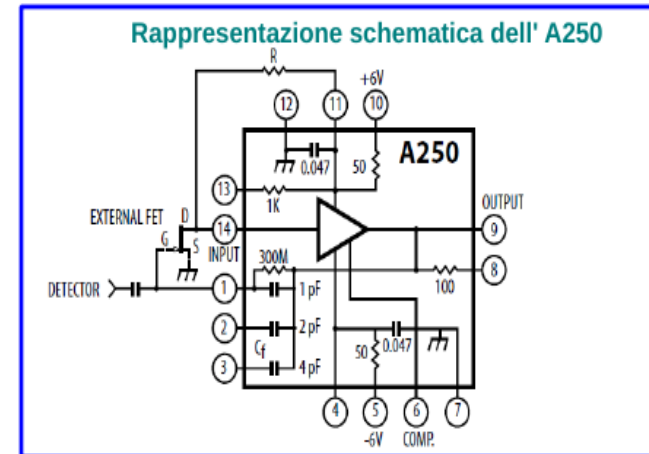 Rappresentazione schematica dell' A250
R
+6V
12
11
10
A250
0.047
50
13
1K
EXTERNAL FET
D
G
S
14
INPUT
OUTPUT
9
300M
8
100
DETECTOR
1
1 pF
2
2 pF
Cf
3
4 pF
50
0.047
4
5
6
7
-6V
COMP.